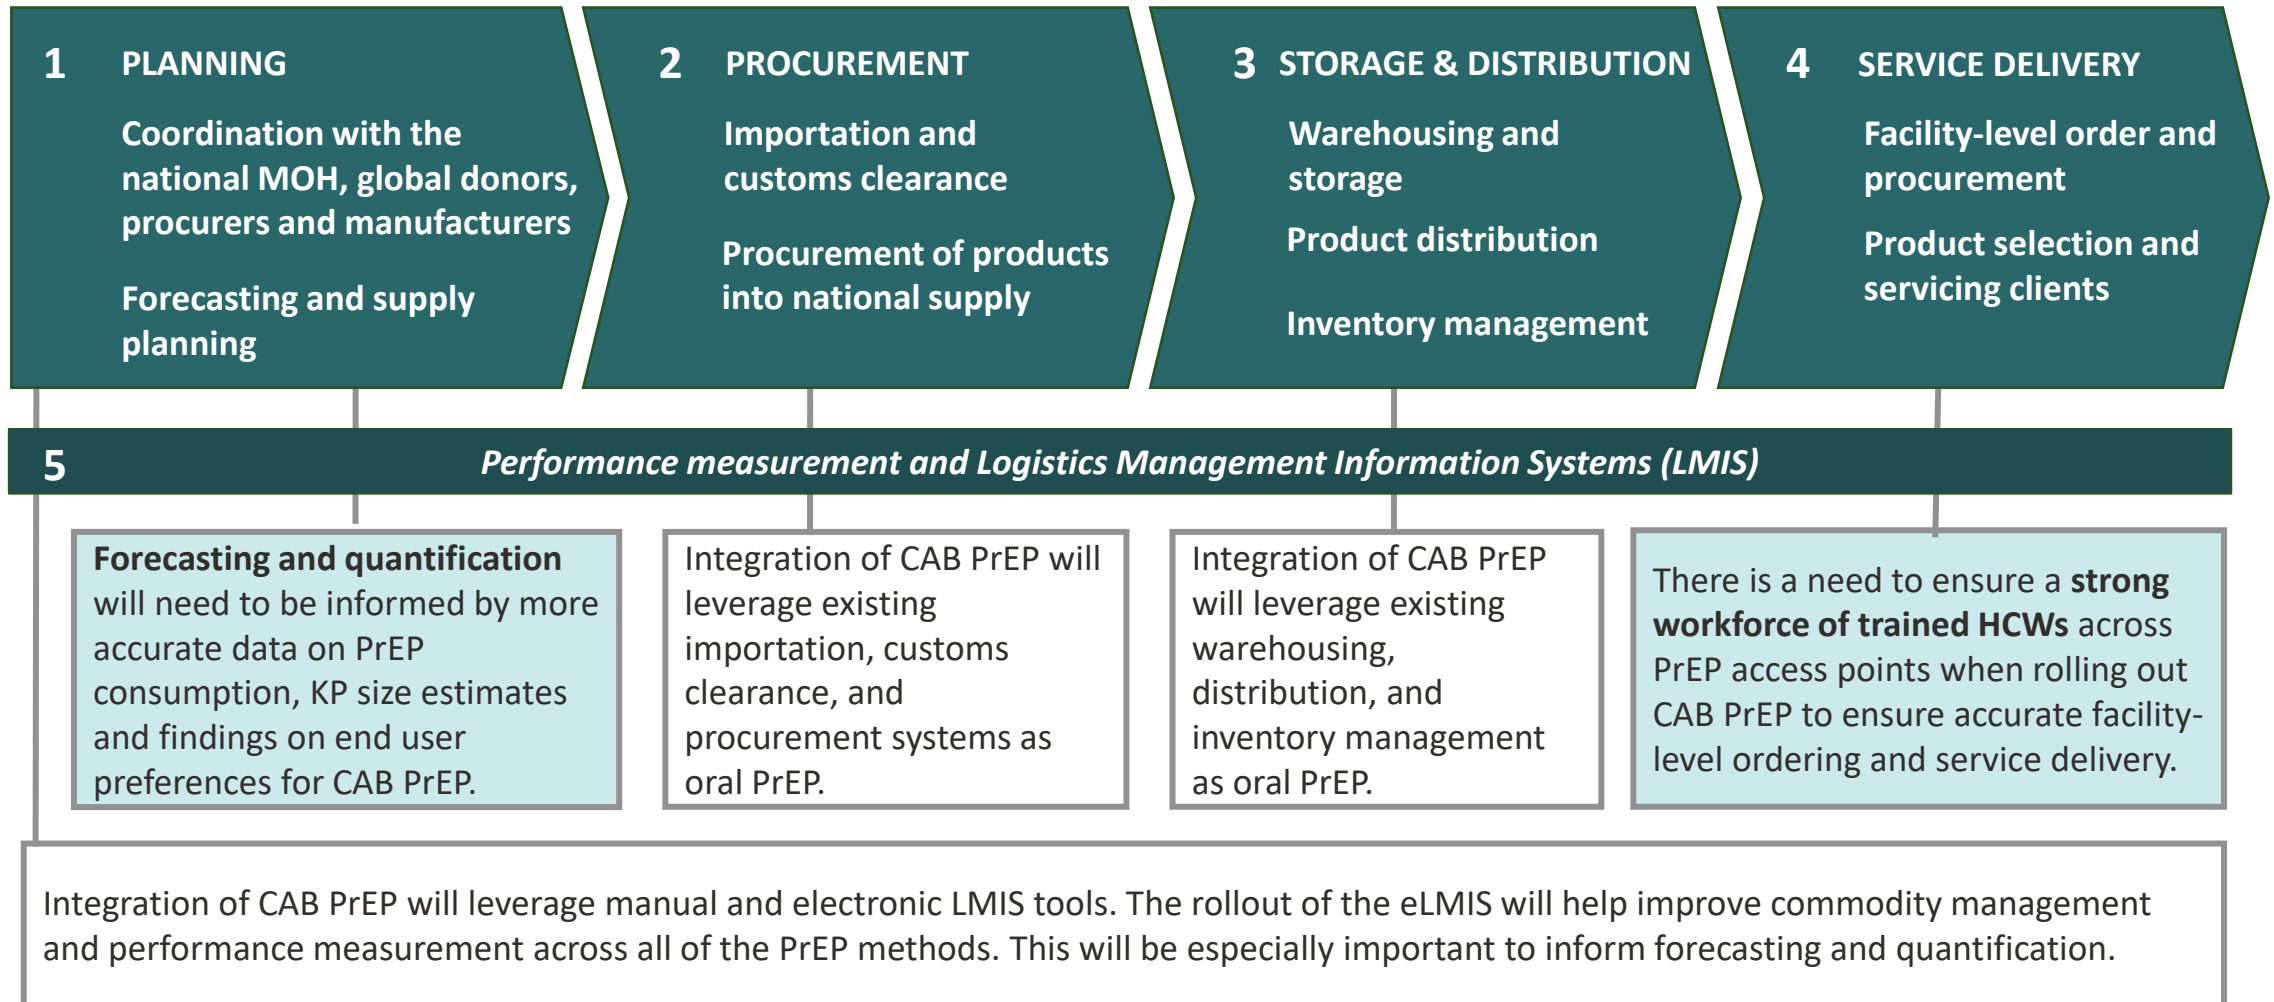 1 PLANNING
Coordination with the
national MOH, global donors,
procurers and manufacturers
Forecasting and supply
planning
2 PROCUREMENT
Importation and
customs clearance
Procurement of products
into national supply
3 STORAGE & DISTRIBUTION
Warehousing and
storage
Product distribution
Inventory management
4 SERVICE DELIVERY
Facility-level order and
procurement
Product selection and
servicing clients
5 Performance measurement and Logistics Management Information Systems (LMIS)
Forecasting and quantification
will need to be informed by more
accurate data on PrEP
consumption, KP size estimates
and findings on end user
preferences for CAB PrEP.
Integration of CAB PrEP will
leverage existing
importation, customs
clearance, and
procurement systems as
oral PrEP.
Integration of CAB PrEP
will leverage existing
warehousing,
distribution, and
inventory management
as oral PrEP.
There is a need to ensure a strong
workforce of trained HCWs across
PrEP access points when rolling out
CAB PrEP to ensure accurate facility-
level ordering and service delivery.
Integration of CAB PrEP will leverage manual and electronic LMIS tools. The rollout of the eLMIS will help improve commodity management
and performance measurement across all of the PrEP methods. This will be especially important to inform forecasting and quantification.